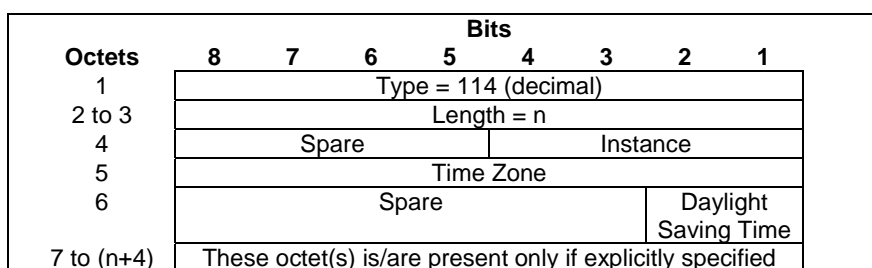 Bits
Octets 8 7 6 5 4 3 2 1
1 Type = 114 (decimal)
2 to 3 Length = n
4 Spare Instance
5 Time Zone
6 Spare Daylight
Saving Time
7 to (n+4) These octet(s) is/are present only if explicitly specified